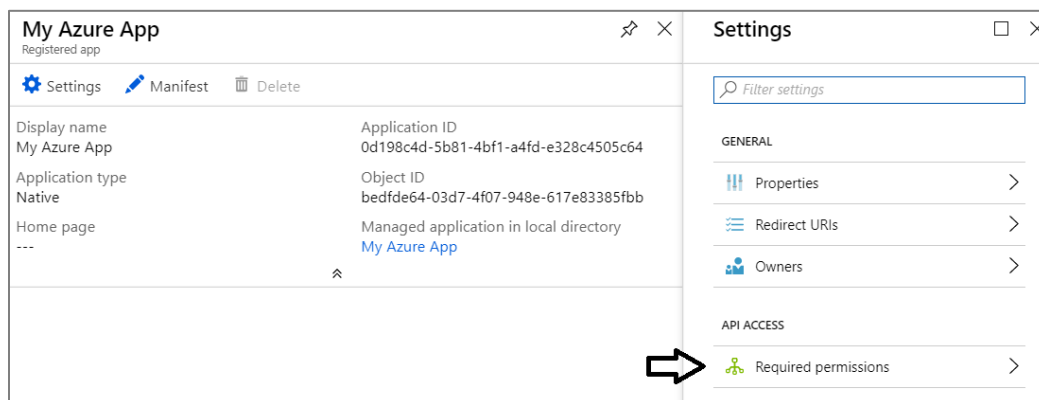 My Azure App
Registered app
Settings Manifest Delete
Display name
My Azure App
Application ID
0d198c4d-5b81-4bf1-a4fd-e328c4505c64
Application type
Native
Object ID
bedfde64-03d7-4f07-948e-617e83385fbb
Home page
---
Managed application in local directory
My Azure App
Settings
Filter settings
GENERAL
Properties
Redirect URIs
Owners
API ACCESS
Required permissions